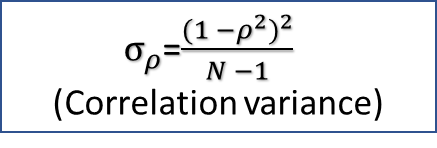 σρ=(1 −ρ²)²/N −1
(Correlation variance)